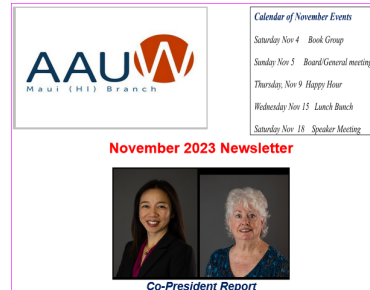 AAUW
Maui (HI) Branch
Calendar of November Events
Saturday Nov 4 Book Group
Sunday Nov 5 Board/General meeting
Thursday, Nov 9 Happy Hour
Wednesday Nov 15 Lunch Bunch
Saturday Nov 18 Speaker Meeting
November 2023 Newsletter
Co-President Report